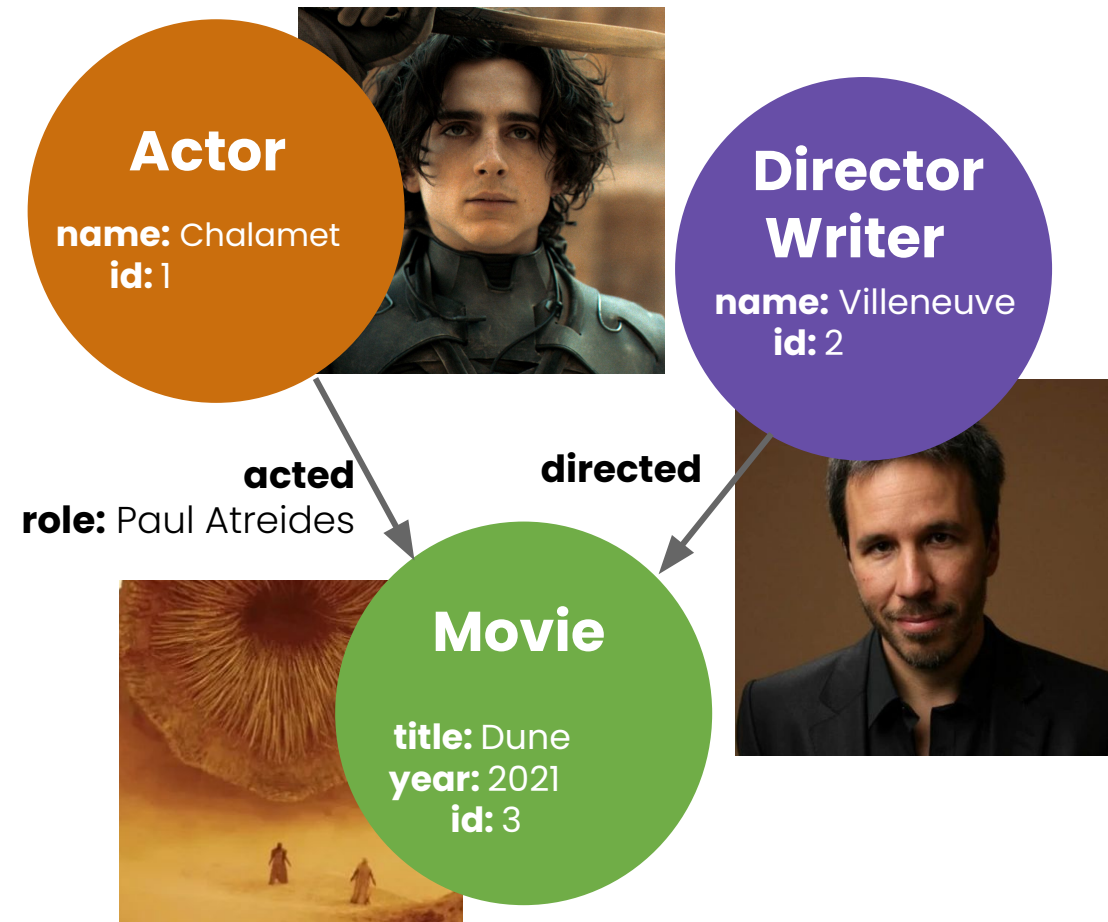 Actor
name: Chalamet
id: 1
Director
Writer
name: Villeneuve
id: 2
acted
role: Paul Atreides
directed
Movie
title: Dune
year: 2021
id: 3